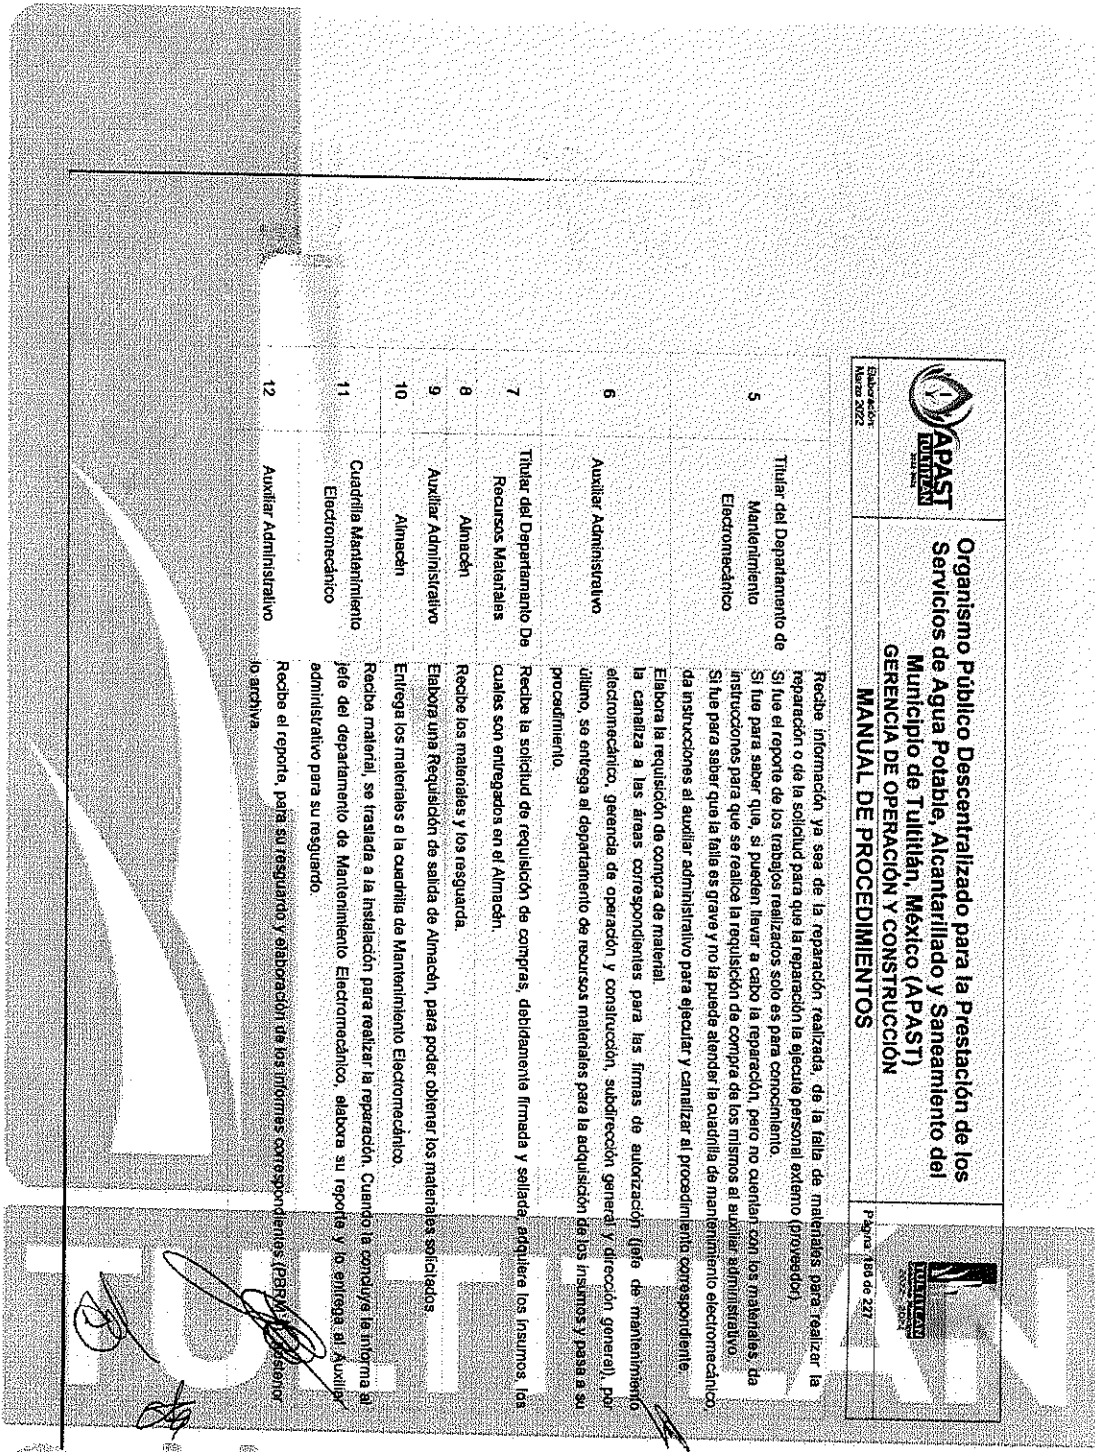 APAST
TULTITLÁN
2022-2024
Elaboración:
Marzo 2022
Organismo Público Descentralizado para la Prestación de los
Servicios de Agua Potable, Alcantarillado y Saneamiento del
Municipio de Tultitlán, México (APAST)
GERENCIA DE OPERACIÓN Y CONSTRUCCIÓN
MANUAL DE PROCEDIMIENTOS
TULTITLÁN
2022 - 2024
Página 186 de 227
5
Titular del Departamento de
Mantenimiento
Electromecánico
Recibe información ya sea de la reparación realizada, de la falta de materiales para realizar la
reparación o de la solicitud para que la reparación la ejecute personal externo (proveedor)
Si fue el reporte de los trabajos realizados solo es para conocimiento.
Si fue para saber que, si pueden llevar a cabo la reparación, pero no cuentan con los materiales, da
instrucciones para que se realice la requisición de compra de los mismos al auxiliar administrativo.
Si fue para saber que la falla es grave y no la puede atender la cuadrilla de mantenimiento electromecánico,
da instrucciones al auxiliar administrativo para ejecutar y canalizar al procedimiento correspondiente.
6
Auxiliar Administrativo
Elabora la requisición de compra de material.
la canaliza a las áreas correspondientes para las firmas de autorización (jefe de mantenimiento
electromecánico, gerencia de operación y construcción, subdirección general y dirección general), por
último, se entrega al departamento de recursos materiales para la adquisición de los insumos y pasa a su
procedimiento.
7
Titular del Departamento De
Recursos Materiales
Recibe la solicitud de requisición de compras, debidamente firmada y sellada, adquiere los insumos, los
cuales son entregados en el Almacén.
8
Almacén
Recibe los materiales y los resguarda.
9
Auxiliar Administrativo
Elabora una Requisición de salida de Almacén, para poder obtener los materiales solicitados.
10
Almacén
Entrega los materiales a la cuadrilla de Mantenimiento Electromecánico.
11
Cuadrilla Mantenimiento
Electromecánico
Recibe material, se traslada a la instalación para realizar la reparación. Cuando la concluye le informa al
jefe del departamento de Mantenimiento Electromecánico, elabora su reporte y lo entrega al Auxiliar
administrativo para su resguardo.
12
Auxiliar Administrativo
Recibe el reporte, para su resguardo y elaboración de los informes correspondientes (PBRM) posterior
lo archiva.
TULTITLÁN